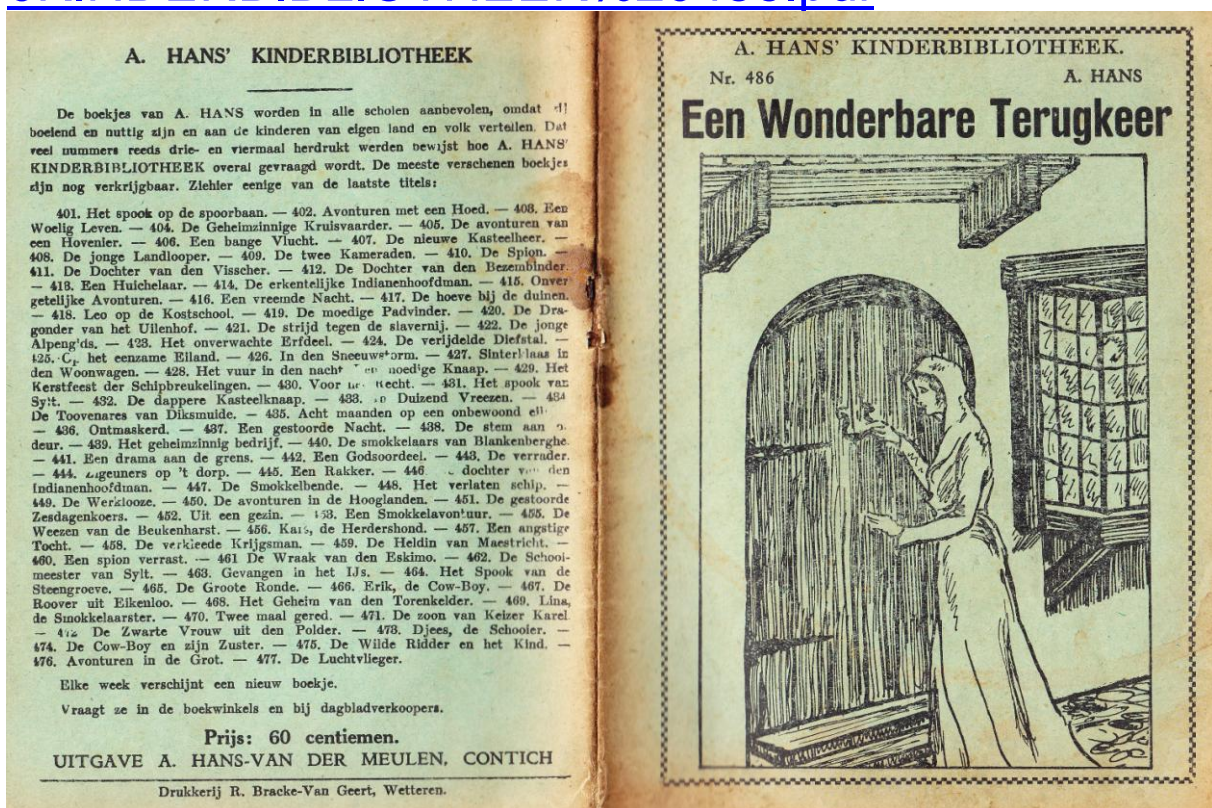 A. HANS' KINDERBIBLIOTHEEK
De boekjes van A. HANS worden in alle scholen aanbevolen, omdat
boeiend en nuttig zijn en aan de kinderen van eigen land en volk vertellen. Dat
veel nummers reeds drie- en viermaal herdrukt werden bewijst hoe A. HANS'
KINDERBIBLIOTHEEK overal gevraagd wordt. De meeste verschenen boekjes
zijn nog verkrijgbaar. Ziehier eenige van de laatste titels:
401. Het spook op de spoorbaan. — 402. Avonturen met een Hoed. — 403. Een
Woelig Leven. — 404. De Geheimzinnige Kruisvaarder. — 405. De avonturen van
een Hovenier. — 406. Een bange Vlucht. — 407. De nieuwe Kasteelheer. —
408. De jonge Landlooper. — 409. De twee Kameraden. — 410. De Spion. —
411. De Dochter van den Visscher. — 412. De Dochter van den Bezembinder.
— 413. Een Huichelaar. — 414. De erkentelijke Indianenhoofdman. — 415. Onver
getelijke Avonturen. — 416. Een vreemde Nacht. — 417. De hoeve bij de duinen.
— 418. Leo op de Kostschool. — 419. De moedige Padvinder. — 420. De Dra-
gonder van het Uilenhof. — 421. De strijd tegen de slavernij. — 422. De jonge
Alpengids. — 423. Het onverwachte Erfdeel. — 424. De verijdelde Diefstal. —
425. Op het eenzame Eiland. — 426. In den Sneeuwstorm. — 427. Sinterklaas in
den Woonwagen. — 428. Het vuur in den nacht moedige Knaap. — 429. Het
Kerstfeest der Schipbreukelingen. — 430. Voor Recht. — 431. Het spook van
Sylt. — 432. De dappere Kasteelknaap. — 433. Duizend Vreezen. — 434
De Toovenares van Diksmuide. — 435. Acht maanden op een onbewoond
— 436. Ontmaskerd. — 437. Een gestoorde Nacht. — 438. De stem aan
deur. — 439. Het geheimzinnig bedrijf. — 440. De smokkelaars van Blankenberghe.
— 441. Een drama aan de grens. — 442. Een Godsoordeel. — 443. De verrader.
— 444. Zigeuners op 't dorp. — 445. Een Rakker. — 446 dochter van den
Indianenhoofdman. — 447. De Smokkelbende. — 448. Het verlaten schip. —
449. De Werklooze. — 450. De avonturen in de Hooglanden. — 451. De gestoorde
Zesdagenkoers. — 452. Uit een gezin. — 453. Een Smokkelavontuur. — 455. De
Weezen van de Beukenharst. — 456. Kars, de Herdershond. — 457. Een angstige
Tocht. — 458. De verkleede Krijgsman. — 459. De Heldin van Maestricht. —
460. Een spion verrast. — 461 De Wraak van den Eskimo. — 462. De School-
meester van Sylt. — 463. Gevangen in het IJs. — 464. Het Spook van de
Steengroeve. — 465. De Groote Ronde. — 466. Erik, de Cow-Boy. — 467. De
Roover uit Eikenloo. — 468. Het Geheim van den Torenkelder. — 469. Lina,
de Smokkelaarster. — 470. Twee maal gered. — 471. De zoon van Keizer Karel.
— 472 De Zwarte Vrouw uit den Polder. — 473. Djees, de Schooier. —
474. De Cow-Boy en zijn Zuster. — 475. De Wilde Ridder en het Kind. —
476. Avonturen in de Grot. — 477. De Luchtvlieger.
Elke week verschijnt een nieuw boekje.
Vraagt ze in de boekwinkels en bij dagbladverkoopers.
Prijs: 60 centiemen.
UITGAVE A. HANS-VAN DER MEULEN, CONTICH
Drukkerij R. Bracke-Van Geert, Wetteren.
A. HANS' KINDERBIBLIOTHEEK.
Nr. 486 A. HANS
Een Wonderbare Terugkeer